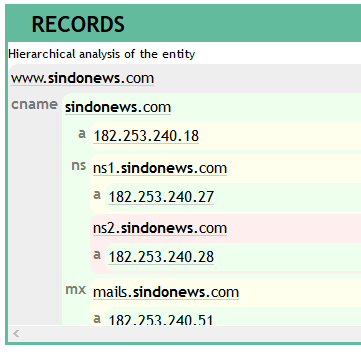 RECORDS
Hierarchical analysis of the entity
www.sindonews.com
cname sindonews.com
a 182.253.240.18
ns ns1.sindonews.com
a 182.253.240.27
ns2.sindonews.com
a 182.253.240.28
mx mails.sindonews.com
a 182.253.240.51